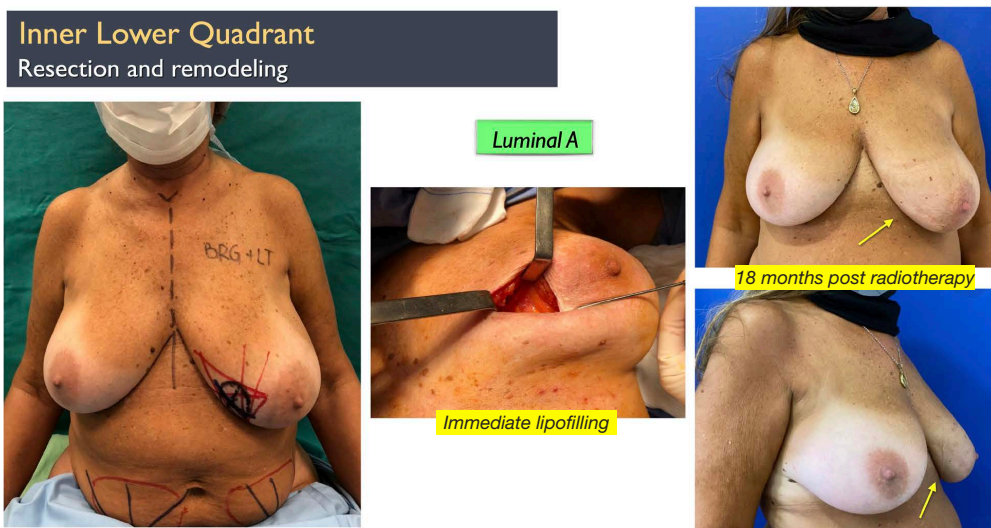 Inner Lower Quadrant
Resection and remodeling
Luminal A
BRG + LT
Immediate lipofilling
18 months post radiotherapy